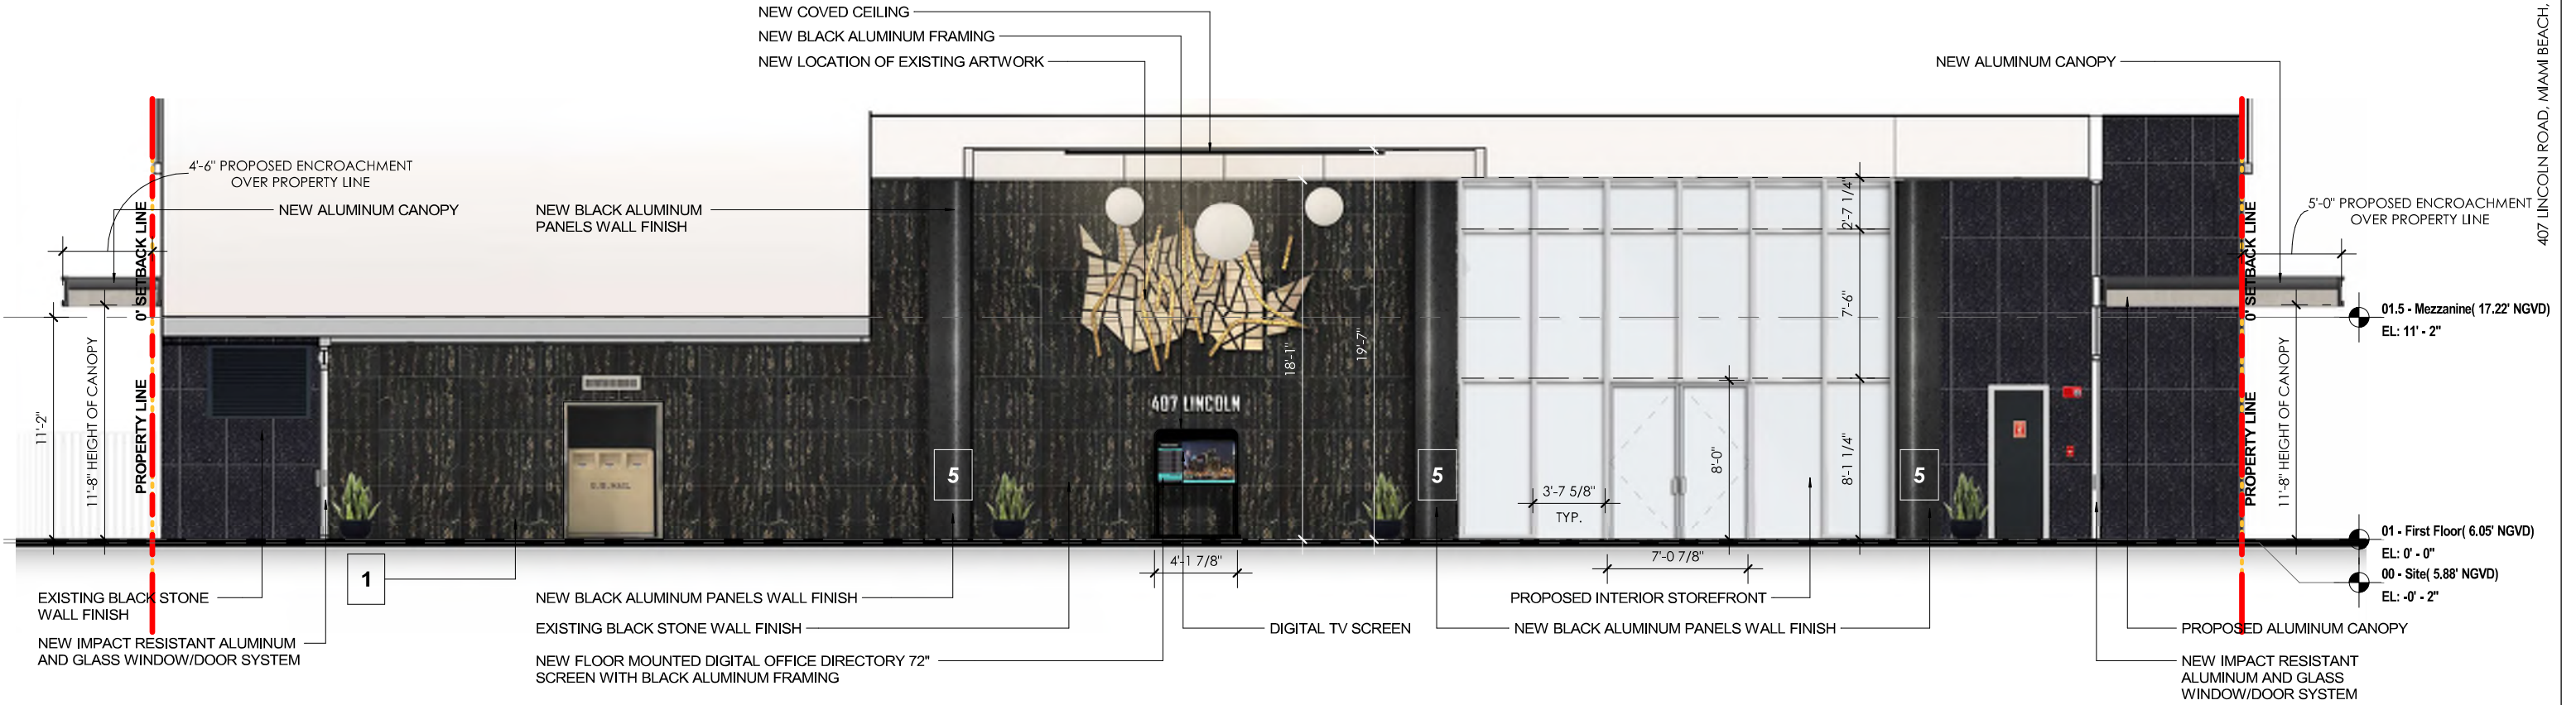 NEW COVED CEILING
NEW BLACK ALUMINUM FRAMING
NEW LOCATION OF EXISTING ARTWORK
NEW ALUMINUM CANOPY
407 LINCOLN ROAD, MIAMI BEACH,
4'-6" PROPOSED ENCROACHMENT
OVER PROPERTY LINE
NEW ALUMINUM CANOPY
NEW BLACK ALUMINUM
PANELS WALL FINISH
5'-0" PROPOSED ENCROACHMENT
OVER PROPERTY LINE
0' SETBACK LINE
PROPERTY LINE
11'-2"
11'-8" HEIGHT OF CANOPY
18'-1"
19'-7"
2'-7 1/4"
7'-6"
8'-1 1/4"
8'-0"
3'-7 5/8"
TYP.
0' SETBACK LINE
PROPERTY LINE
11'-8" HEIGHT OF CANOPY
01.5 - Mezzanine( 17.22' NGVD)
EL: 11' - 2"
407 LINCOLN
5
5
5
01 - First Floor( 6.05' NGVD)
EL: 0' - 0"
00 - Site( 5.88' NGVD)
EL: -0' - 2"
4'-1 7/8"
7'-0 7/8"
1
EXISTING BLACK STONE
WALL FINISH
NEW IMPACT RESISTANT ALUMINUM
AND GLASS WINDOW/DOOR SYSTEM
NEW BLACK ALUMINUM PANELS WALL FINISH
EXISTING BLACK STONE WALL FINISH
NEW FLOOR MOUNTED DIGITAL OFFICE DIRECTORY 72"
SCREEN WITH BLACK ALUMINUM FRAMING
DIGITAL TV SCREEN
PROPOSED INTERIOR STOREFRONT
NEW BLACK ALUMINUM PANELS WALL FINISH
PROPOSED ALUMINUM CANOPY
NEW IMPACT RESISTANT
ALUMINUM AND GLASS
WINDOW/DOOR SYSTEM